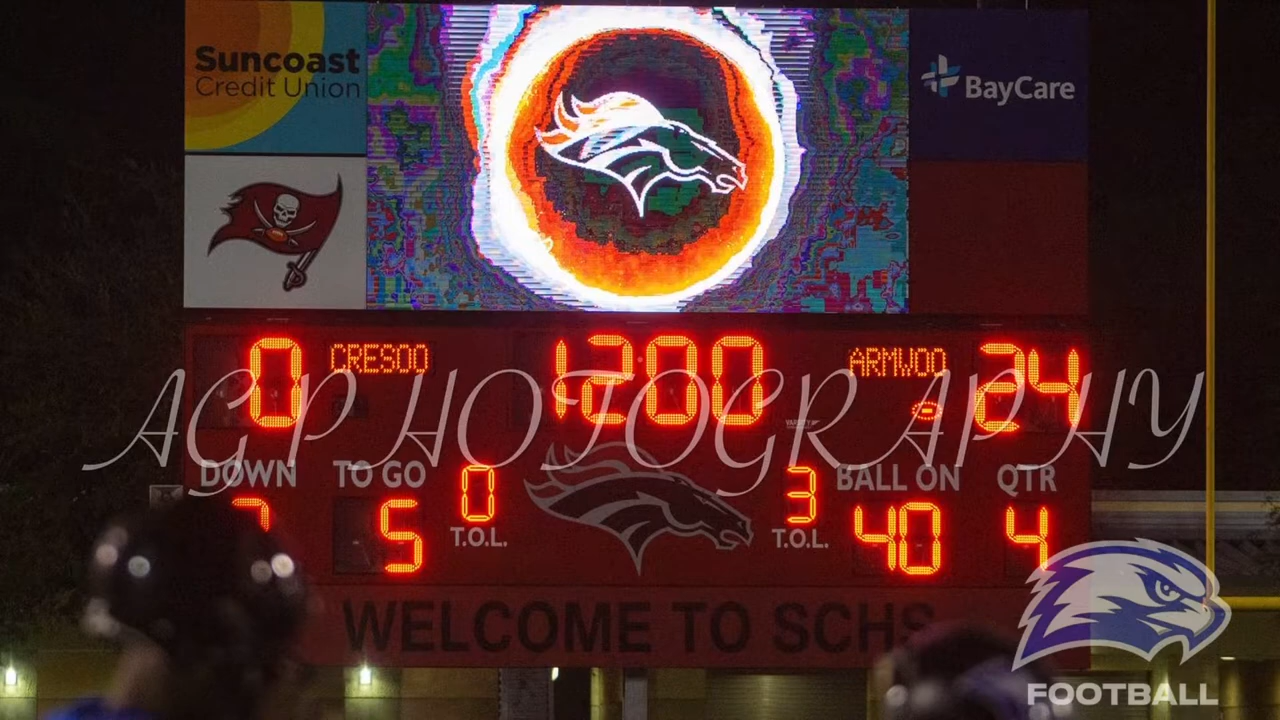 Suncoast
Credit Union
BayCare
0 CRESOO 1200 ARMWOO 24
AGPHOTOGRAPHY
DOWN TO GO BALL ON QTR
5 0 3 40 4
T.O.L. T.O.L.
WELCOME TO SCHS
FOOTBALL